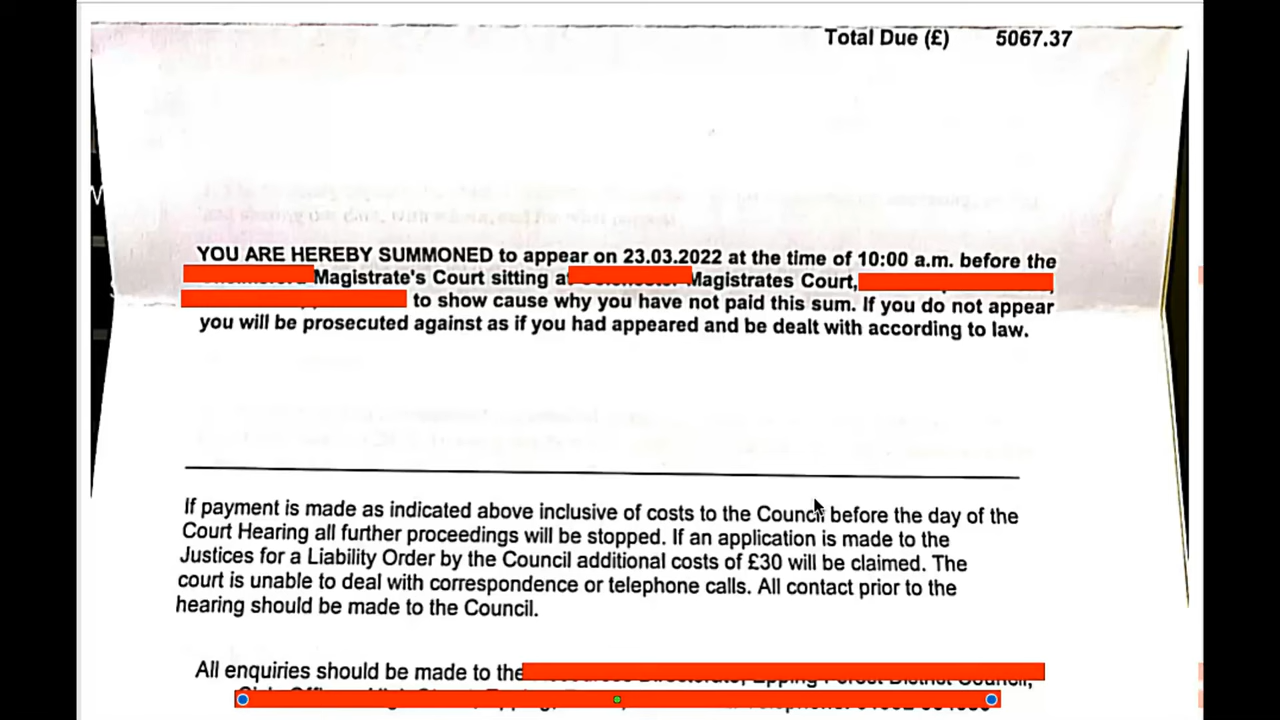 Total Due (£) 5067.37
YOU ARE HEREBY SUMMONED to appear on 23.03.2022 at the time of 10:00 a.m. before the
Magistrate's Court sitting at Magistrates Court,
to show cause why you have not paid this sum. If you do not appear
you will be prosecuted against as if you had appeared and be dealt with according to law.
If payment is made as indicated above inclusive of costs to the Council before the day of the
Court Hearing all further proceedings will be stopped. If an application is made to the
Justices for a Liability Order by the Council additional costs of £30 will be claimed. The
court is unable to deal with correspondence or telephone calls. All contact prior to the
hearing should be made to the Council.
All enquiries should be made to the